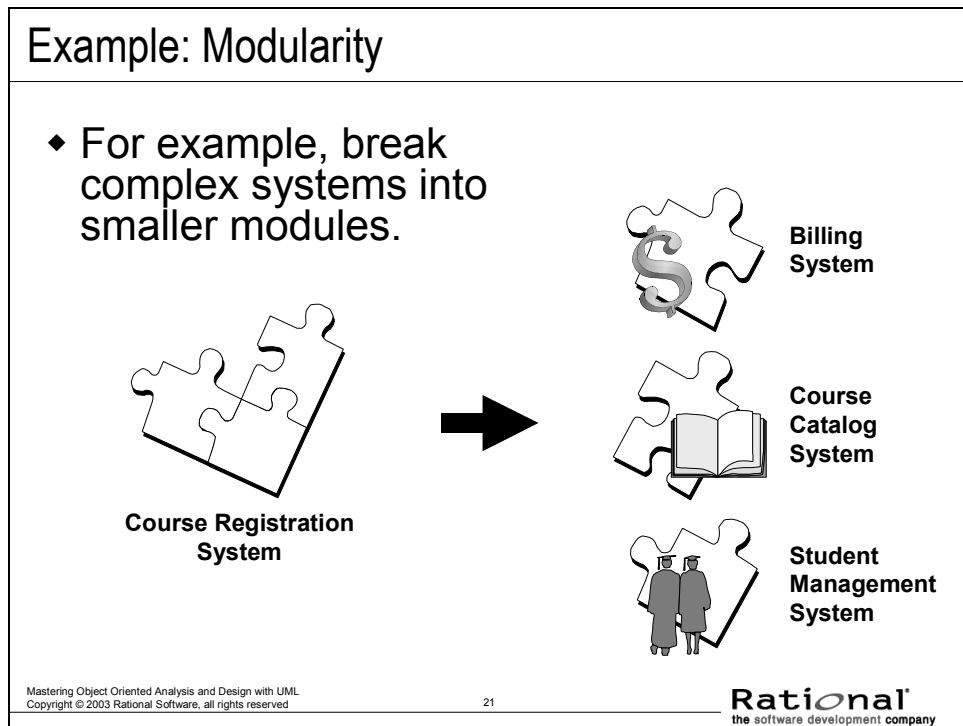 Example: Modularity
◆ For example, break
complex systems into
smaller modules.
Course Registration
System
Billing
System
Course
Catalog
System
Student
Management
System
Mastering Object Oriented Analysis and Design with UML
Copyright © 2003 Rational Software, all rights reserved
21
Rational
the software development company